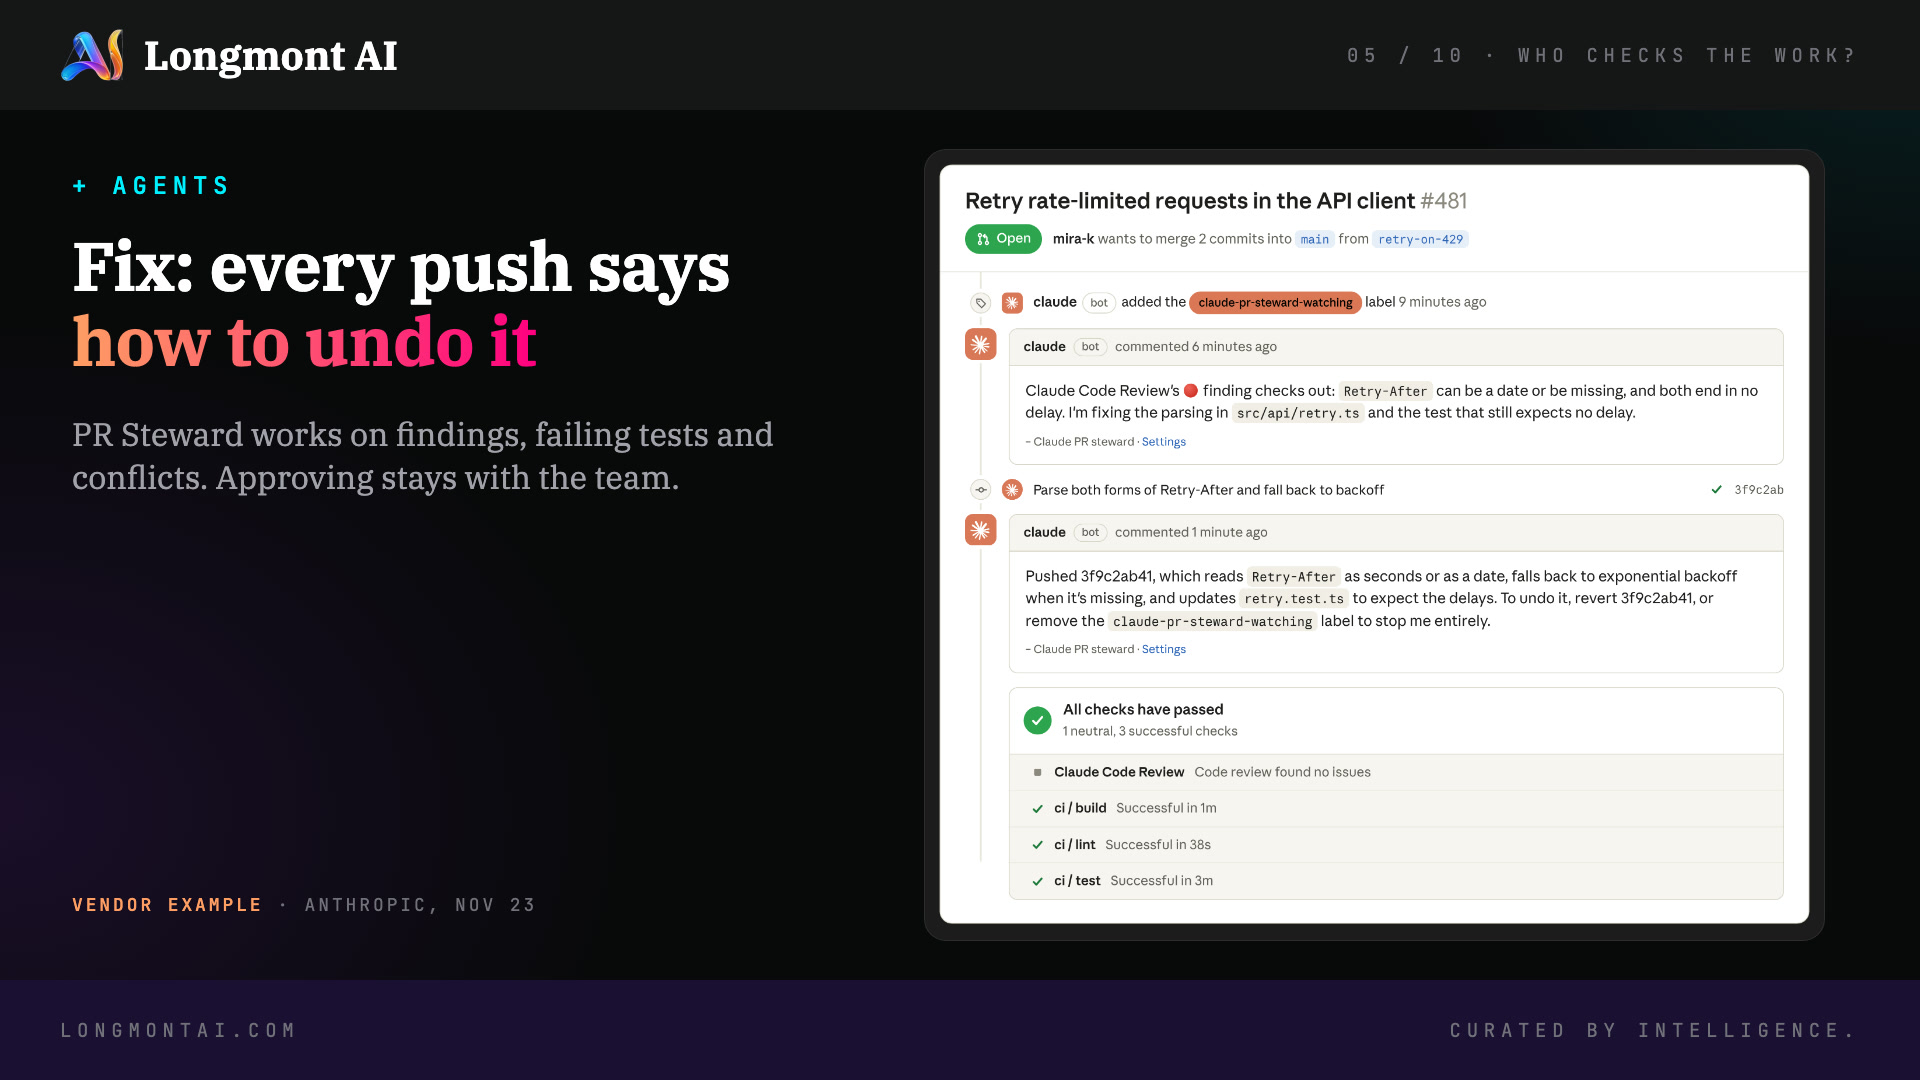 Longmont AI
05 / 10 · WHO CHECKS THE WORK?
+ AGENTS
Fix: every push says
how to undo it
PR Steward works on findings, failing tests and
conflicts. Approving stays with the team.
VENDOR EXAMPLE · ANTHROPIC, NOV 23
Retry rate-limited requests in the API client #481
Open mira-k wants to merge 2 commits into main from retry-on-429
claude bot added the claude-pr-steward-watching label 9 minutes ago
claude bot commented 6 minutes ago
Claude Code Review's 🔴 finding checks out: Retry-After can be a date or be missing, and both end in no
delay. I'm fixing the parsing in src/api/retry.ts and the test that still expects no delay.
– Claude PR steward · Settings
Parse both forms of Retry-After and fall back to backoff 3f9c2ab
claude bot commented 1 minute ago
Pushed 3f9c2ab41, which reads Retry-After as seconds or as a date, falls back to exponential backoff
when it's missing, and updates retry.test.ts to expect the delays. To undo it, revert 3f9c2ab41, or
remove the claude-pr-steward-watching label to stop me entirely.
– Claude PR steward · Settings
All checks have passed
1 neutral, 3 successful checks
Claude Code Review Code review found no issues
ci / build Successful in 1m
ci / lint Successful in 38s
ci / test Successful in 3m
LONGMONTAI.COM
CURATED BY INTELLIGENCE.